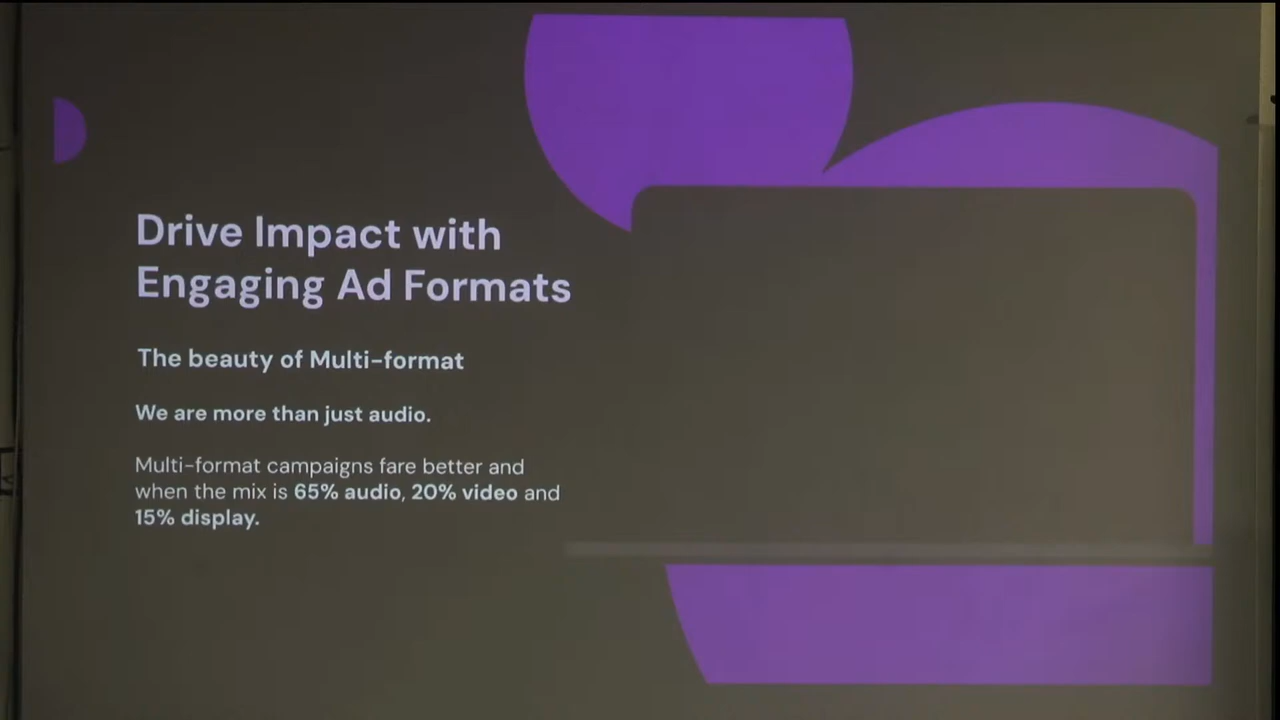 Drive Impact with
Engaging Ad Formats
The beauty of Multi-format
We are more than just audio.
Multi-format campaigns fare better and
when the mix is 65% audio, 20% video and
15% display.